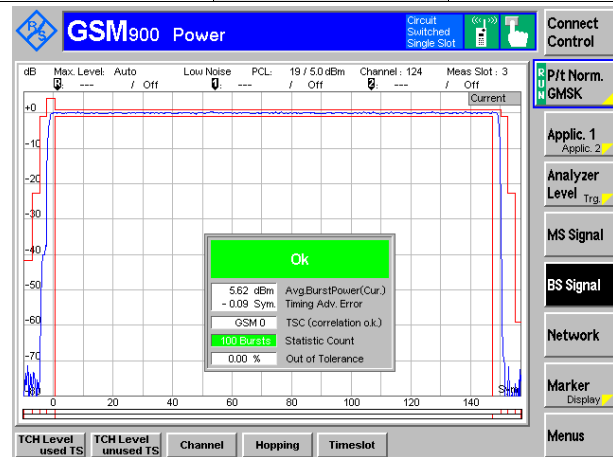 R&S
GSM900 Power
Circuit
Switched
Single Slot
Connect
Control
dB Max. Level: Auto Low Noise PCL: 19 / 5.0 dBm Channel : 124 Meas Slot : 3
1: --- / Off 1: --- / Off 2: --- / Off
Current
+0
-10
-20
-30
-40
-50
-60
-70
0 20 40 60 80 100 120 140
Ok
5.62 dBm Avg.BurstPower(Cur.)
- 0.09 Sym. Timing Adv. Error
GSM 0 TSC (correlation o.k.)
100 Bursts Statistic Count
0.00 % Out of Tolerance
RUN
P/t Norm.
GMSK
Applic. 1
Applic. 2
Analyzer
Level Trg.
MS Signal
BS Signal
Network
Marker
Display
Menus
TCH Level
used TS
TCH Level
unused TS
Channel
Hopping
Timeslot